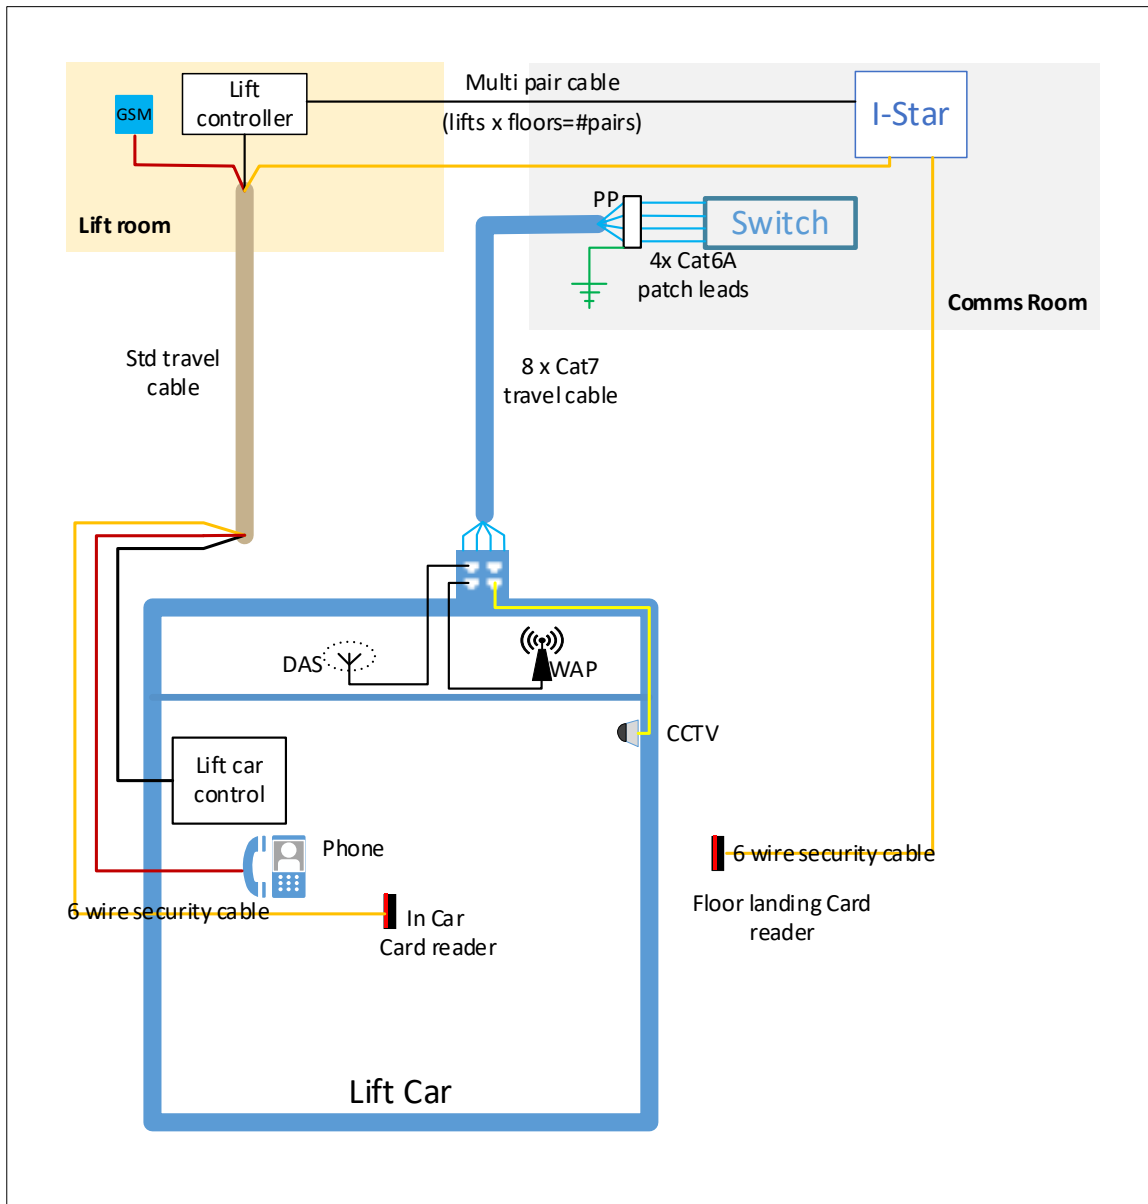 Lift
controller
GSM
Lift room
Multi pair cable
(lifts x floors=#pairs)
I-Star
PP
Switch
4x Cat6A
patch leads
Comms Room
Std travel
cable
8 x Cat7
travel cable
DAS
WAP
CCTV
Lift car
control
Phone
6 wire security cable
In Car
Card reader
6 wire security cable
Floor landing Card
reader
Lift Car